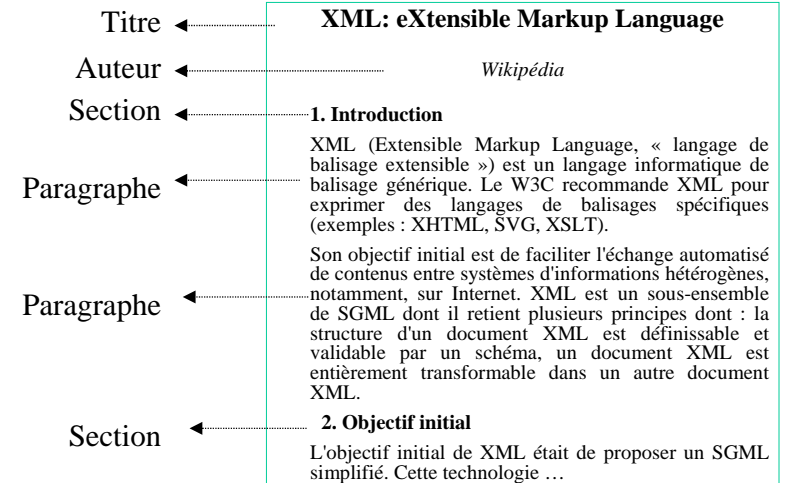 Titre
XML: eXtensible Markup Language
Auteur
Wikipédia
Section
1. Introduction
XML (Extensible Markup Language, « langage de
balisage extensible ») est un langage informatique de
Paragraphe
balisage générique. Le W3C recommande XML pour
exprimer des langages de balisages spécifiques
(exemples : XHTML, SVG, XSLT).
Son objectif initial est de faciliter l'échange automatisé
de contenus entre systèmes d'informations hétérogènes,
Paragraphe
notamment, sur Internet. XML est un sous-ensemble
de SGML dont il retient plusieurs principes dont : la
structure d'un document XML est définissable et
validable par un schéma, un document XML est
entièrement transformable dans un autre document
XML.
Section
2. Objectif initial
L'objectif initial de XML était de proposer un SGML
simplifié. Cette technologie …